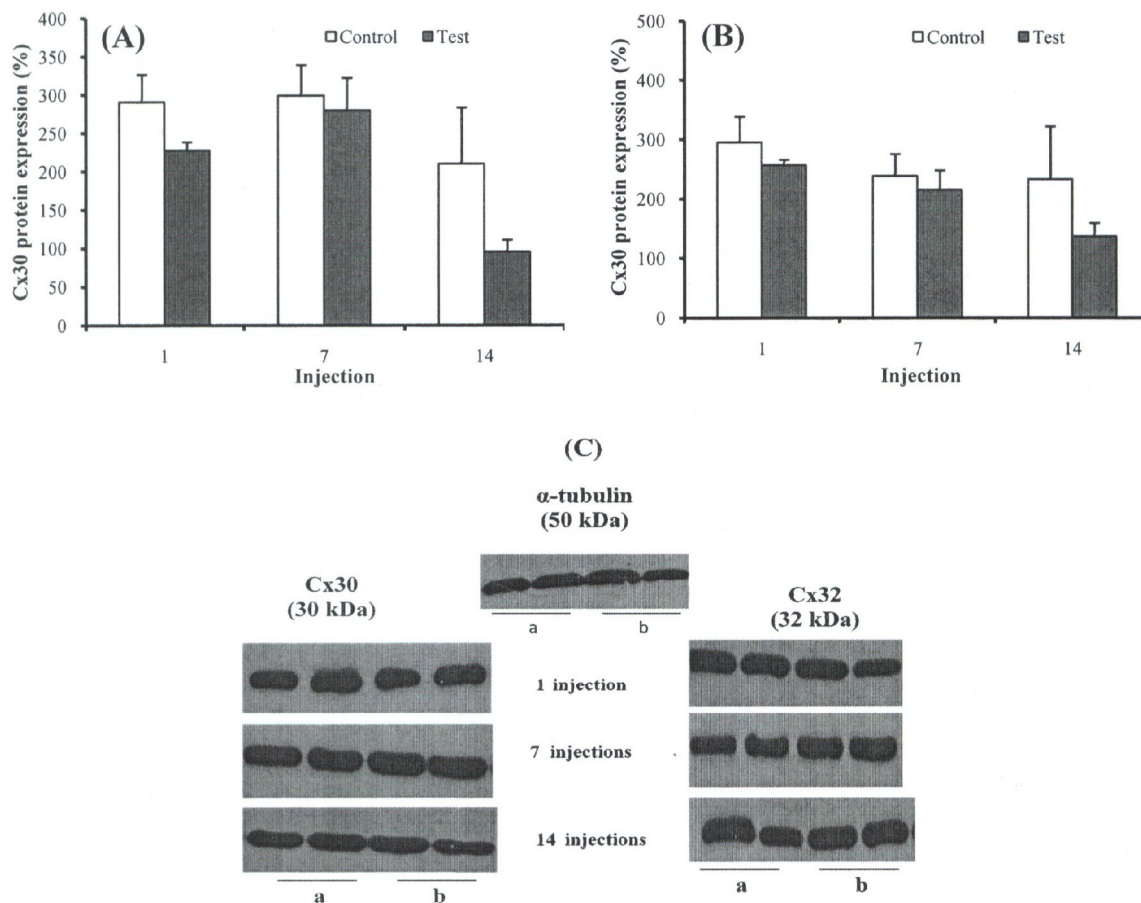 (A)
Control Test
Cx30 protein expression (%)
400
350
300
250
200
150
100
50
0
1 7 14
Injection
(B)
Control Test
Cx30 protein expression (%)
500
400
300
200
100
0
1 7 14
Injection
(C)
α-tubulin
(50 kDa)
a b
Cx30
(30 kDa)
Cx32
(32 kDa)
1 injection
7 injections
14 injections
a b
a b